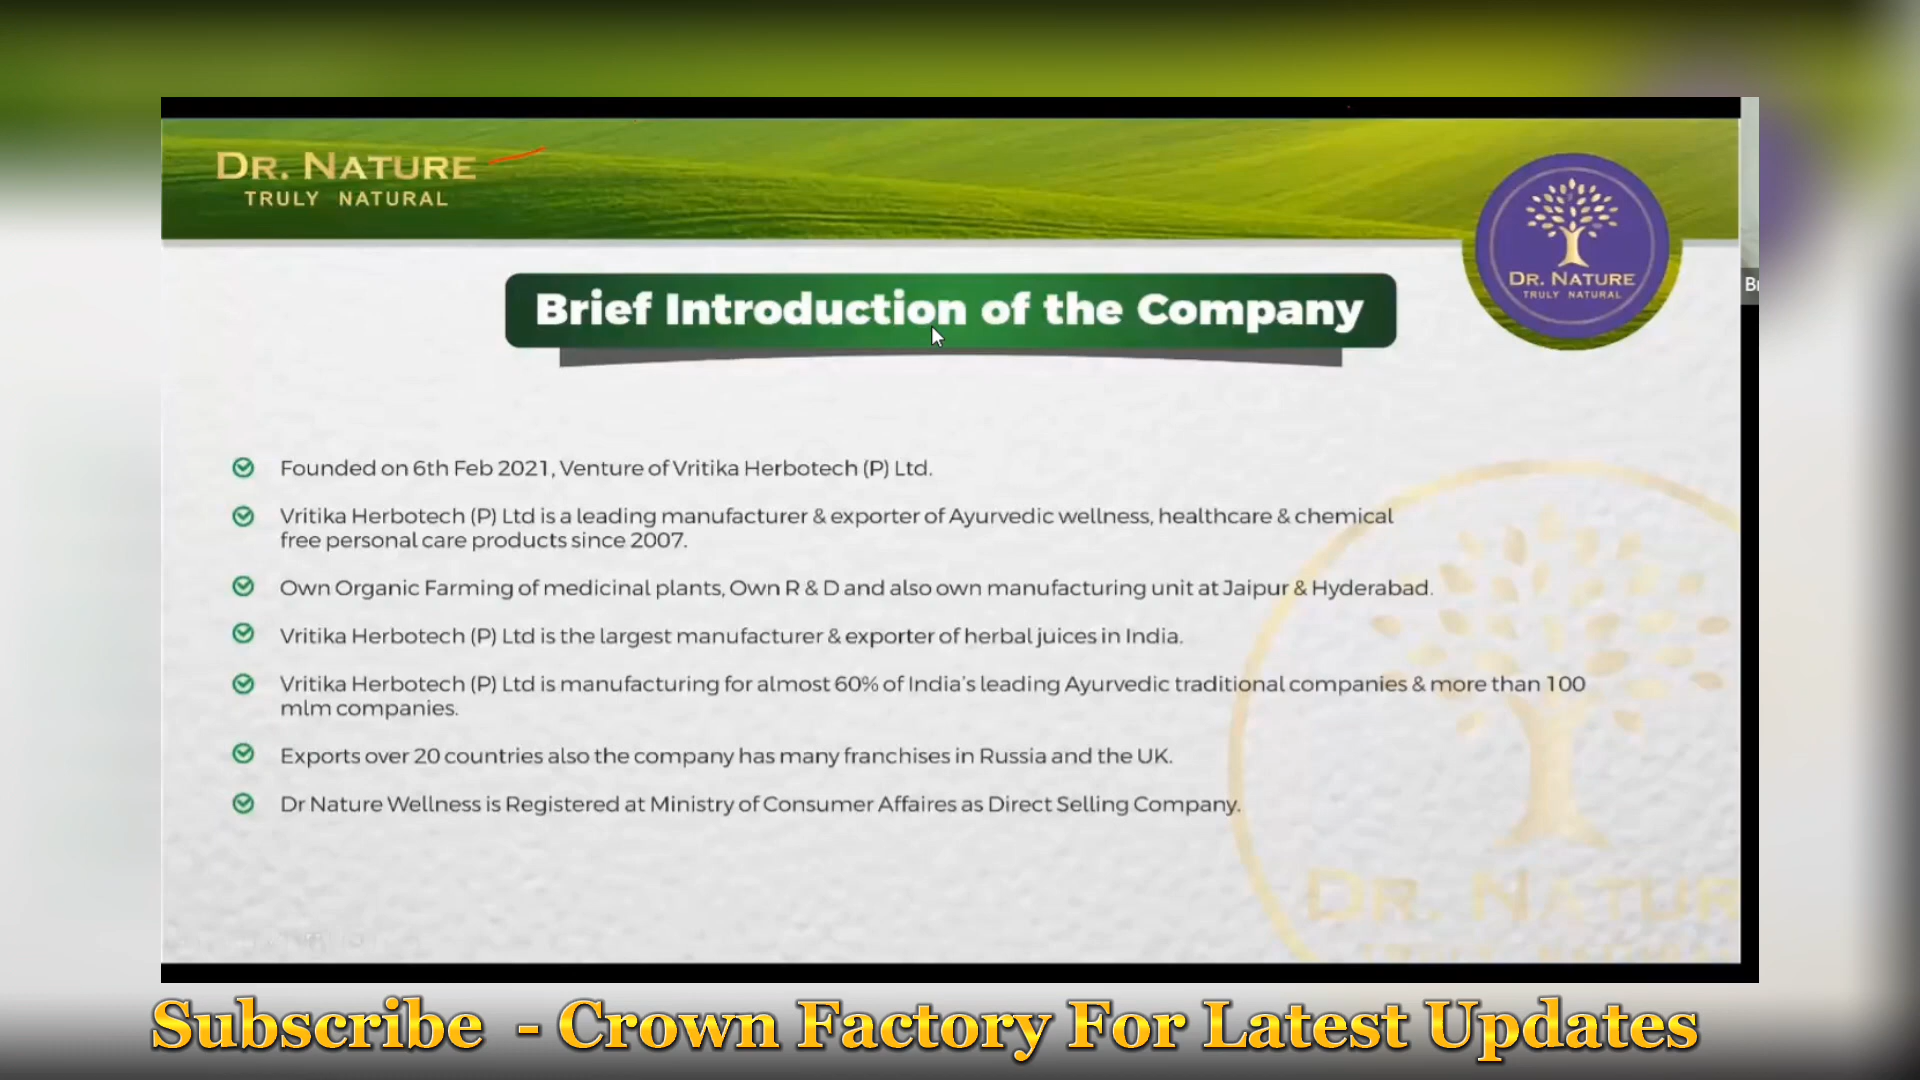 DR. NATURE
TRULY NATURAL
DR. NATURE
TRULY NATURAL
Br
Brief Introduction of the Company
Founded on 6th Feb 2021, Venture of Vritika Herbotech (P) Ltd.
Vritika Herbotech (P) Ltd is a leading manufacturer & exporter of Ayurvedic wellness, healthcare & chemical
free personal care products since 2007.
Own Organic Farming of medicinal plants, Own R & D and also own manufacturing unit at Jaipur & Hyderabad.
Vritika Herbotech (P) Ltd is the largest manufacturer & exporter of herbal juices in India.
Vritika Herbotech (P) Ltd is manufacturing for almost 60% of India's leading Ayurvedic traditional companies & more than 100
mlm companies.
Exports over 20 countries also the company has many franchises in Russia and the UK.
Dr Nature Wellness is Registered at Ministry of Consumer Affaires as Direct Selling Company.
DR. NATUR
Subscribe - Crown Factory For Latest Updates